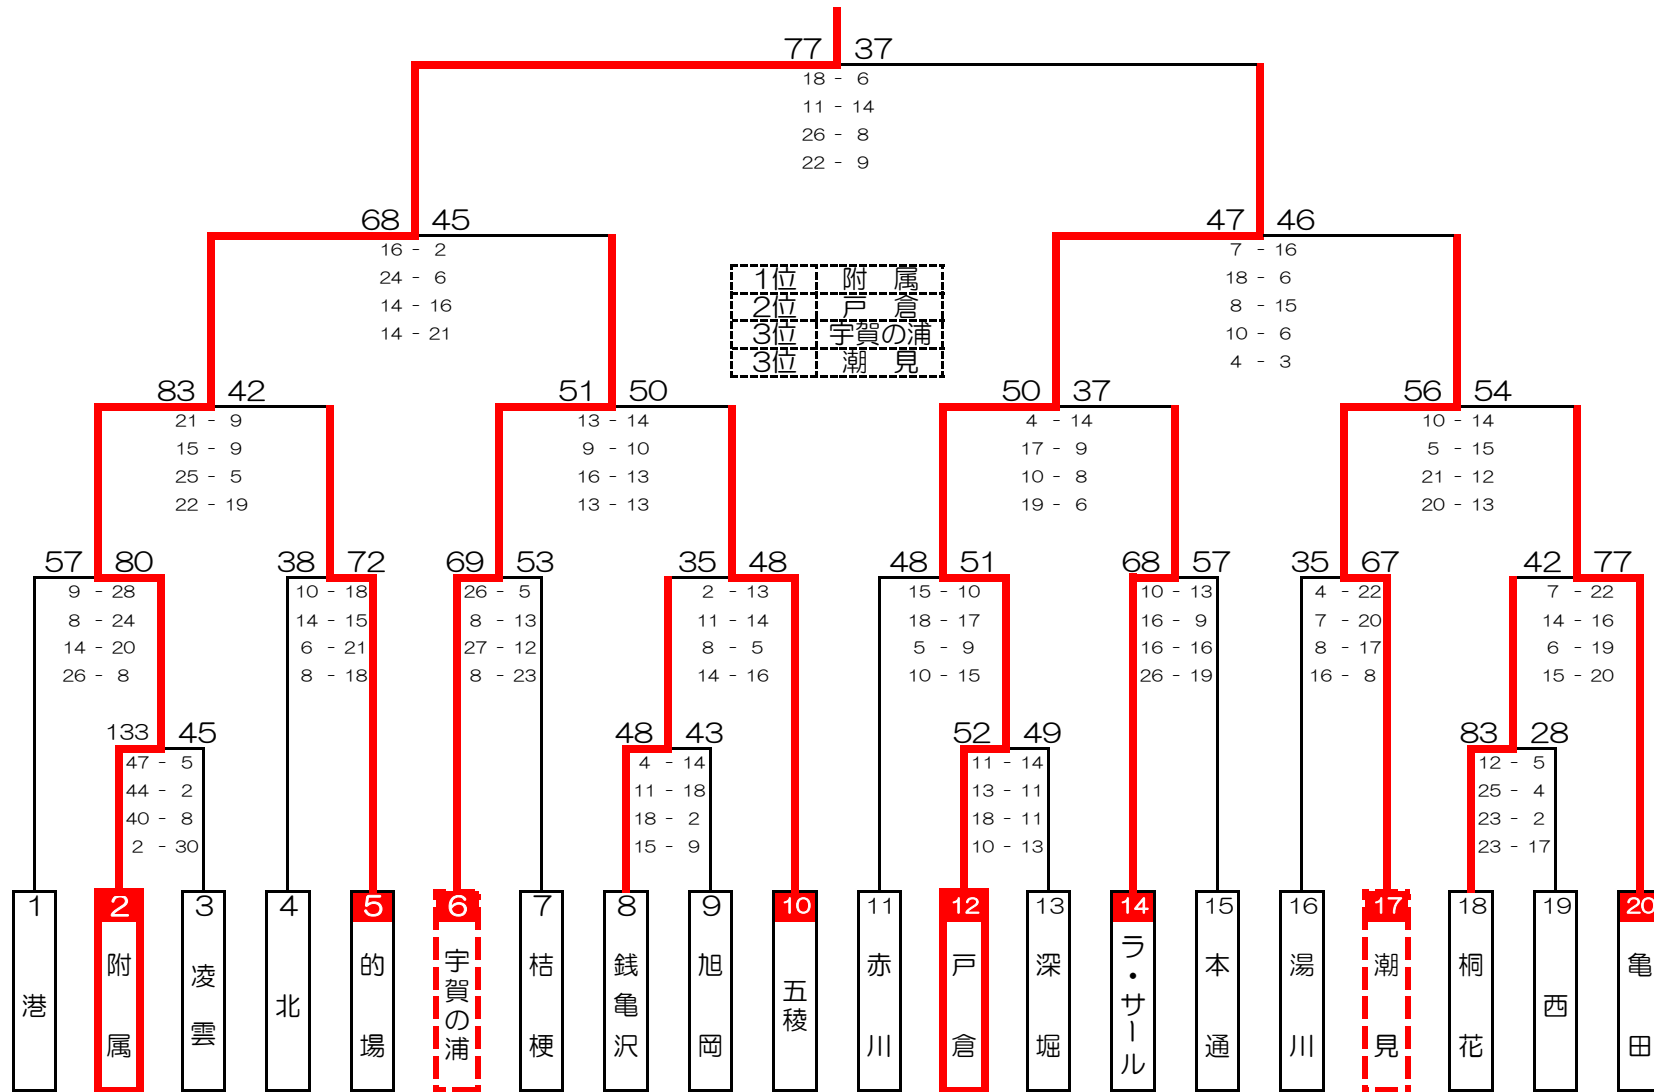 77 37
18 - 6
11 - 14
26 - 8
22 - 9
68 45
16 - 2
24 - 6
14 - 16
14 - 21
47 46
7 - 16
18 - 6
8 - 15
10 - 6
4 - 3
1位 附 属
2位 戸 倉
3位 宇賀の浦
3位 潮 見
83 42
21 - 9
15 - 9
25 - 5
22 - 19
51 50
13 - 14
9 - 10
16 - 13
13 - 13
50 37
4 - 14
17 - 9
10 - 8
19 - 6
56 54
10 - 14
5 - 15
21 - 12
20 - 13
57 80
9 - 28
8 - 24
14 - 20
26 - 8
38 72
10 - 18
14 - 15
6 - 21
8 - 18
69 53
26 - 5
8 - 13
27 - 12
8 - 23
35 48
2 - 13
11 - 14
8 - 5
14 - 16
48 51
15 - 10
18 - 17
5 - 9
10 - 15
68 57
10 - 13
16 - 9
16 - 16
26 - 19
35 67
4 - 22
7 - 20
8 - 17
16 - 8
42 77
7 - 22
14 - 16
6 - 19
15 - 20
133 45
47 - 5
44 - 2
40 - 8
2 - 30
48 43
4 - 14
11 - 18
18 - 2
15 - 9
52 49
11 - 14
13 - 11
18 - 11
10 - 13
83 28
12 - 5
25 - 4
23 - 2
23 - 17
1 港
2 附属
3 凌雲
4 北
5 的場
6 宇賀の浦
7 桔梗
8 銭亀沢
9 旭岡
10 五稜
11 赤川
12 戸倉
13 深堀
14 ラ・サール
15 本通
16 湯川
17 潮見
18 桐花
19 西
20 亀田